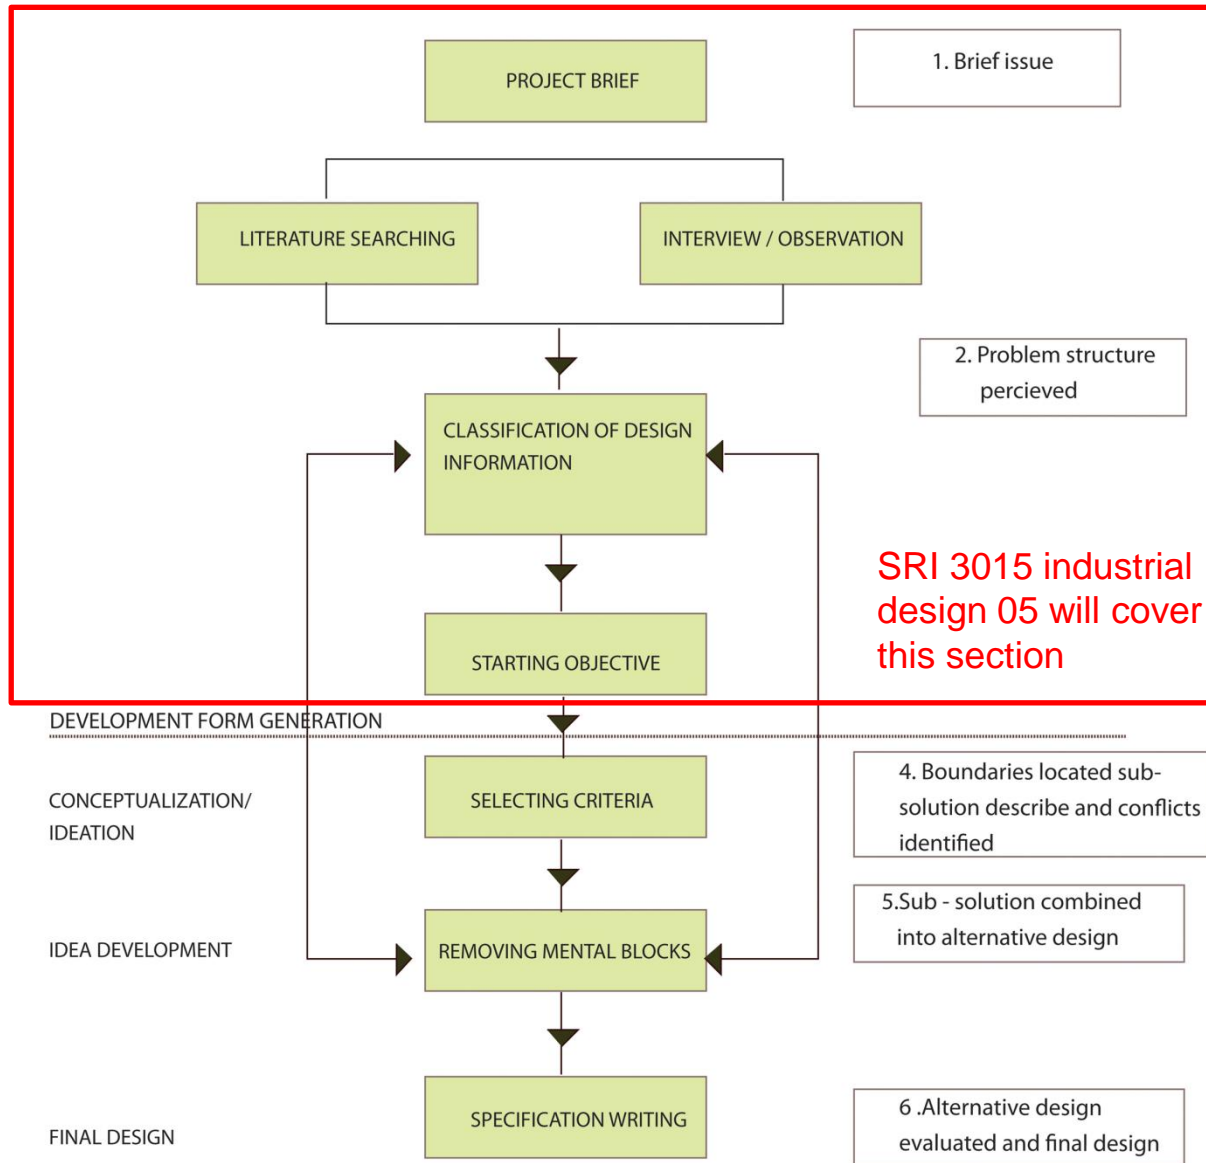 PROJECT BRIEF
1. Brief issue
LITERATURE SEARCHING
INTERVIEW / OBSERVATION
2. Problem structure
percieved
CLASSIFICATION OF DESIGN
INFORMATION
SRI 3015 industrial
design 05 will cover
this section
STARTING OBJECTIVE
DEVELOPMENT FORM GENERATION
CONCEPTUALIZATION/
IDEATION
SELECTING CRITERIA
4. Boundaries located sub-
solution describe and conflicts
identified
IDEA DEVELOPMENT
REMOVING MENTAL BLOCKS
5.Sub - solution combined
into alternative design
FINAL DESIGN
SPECIFICATION WRITING
6 .Alternative design
evaluated and final design